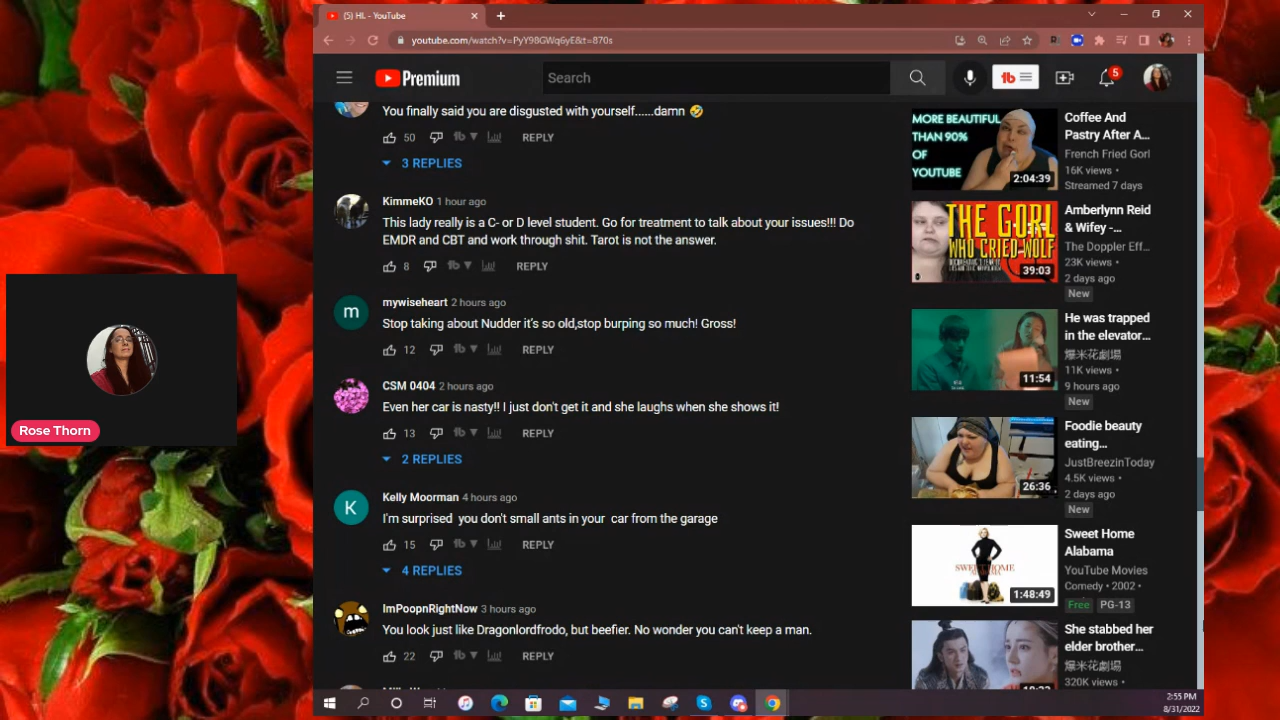 (5) HI. - YouTube
youtube.com/watch?v=PyY9BGWq6yE&t=870s
Premium
Search
5
You finally said you are disgusted with yourself......damn 🤣
50
REPLY
3 REPLIES
KimmeKO 1 hour ago
This lady really is a C- or D level student. Go for treatment to talk about your issues!!! Do
EMDR and CBT and work through shit. Tarot is not the answer.
8
REPLY
m
mywiseheart 2 hours ago
Stop taking about Nudder it's so old,stop burping so much! Gross!
12
REPLY
CSM 0404 2 hours ago
Even her car is nasty!! I just don't get it and she laughs when she shows it!
13
REPLY
2 REPLIES
K
Kelly Moorman 4 hours ago
I'm surprised you don't small ants in your car from the garage
15
REPLY
4 REPLIES
ImPoopnRightNow 3 hours ago
You look just like Dragonlordfrodo, but beefier. No wonder you can't keep a man.
22
REPLY
MORE BEAUTIFUL
THAN 90%
OF
YOUTUBE
2:04:39
Coffee And
Pastry After A...
French Fried Gorl
16K views •
Streamed 7 days
THE GORL
WHO CRIED WOLF
39:03
Amberlynn Reid
& Wifey -...
The Doppler Eff...
23K views •
2 days ago
New
11:54
He was trapped
in the elevator...
爆米花劇場
11K views •
9 hours ago
New
26:36
Foodie beauty
eating...
JustBreezinToday
4.5K views •
2 days ago
New
SWEET HOME
1:48:49
Sweet Home
Alabama
YouTube Movies
Comedy • 2002 •
Free PG-13
She stabbed her
elder brother...
爆米花劇場
320K views •
Rose Thorn
2:55 PM
8/31/2022